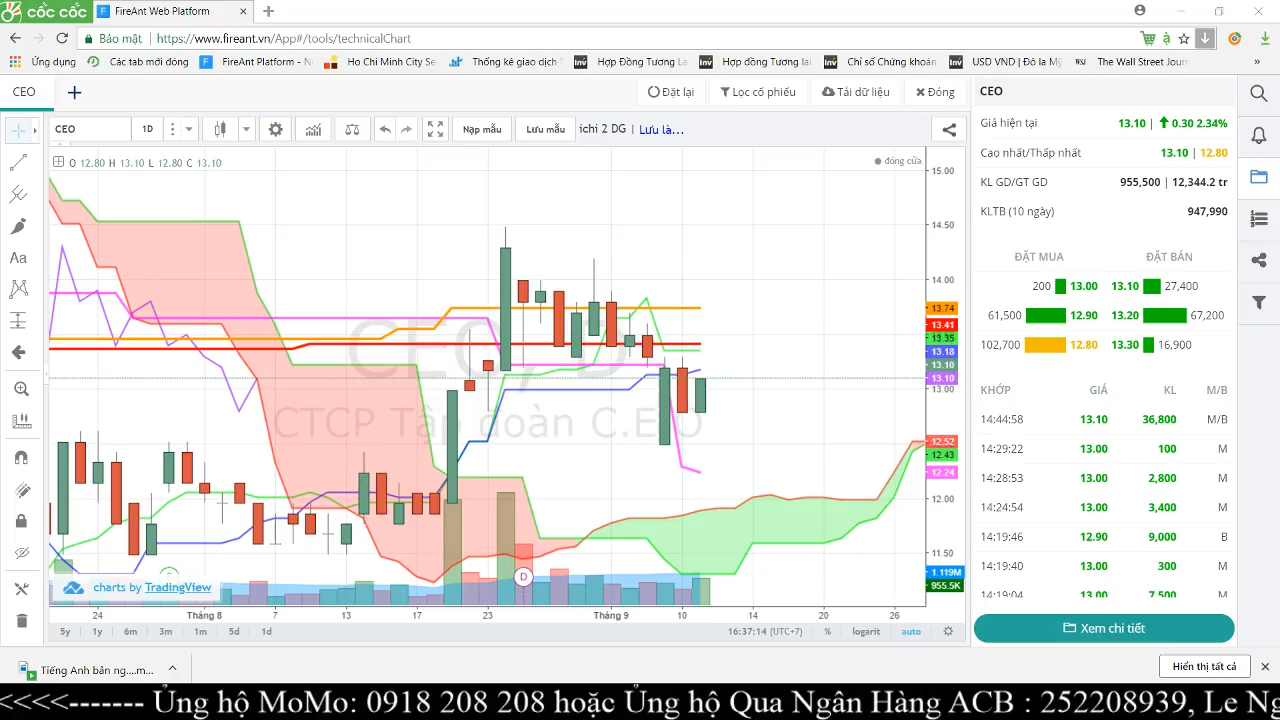 cốc cốc FireAnt Web Platform
Bảo mật https://www.fireant.vn/App#/tools/technicalChart
Ứng dụng Các tab mới đóng FireAnt Platform - Ho Chi Minh City Se Thống kê giao dịch Hợp Đồng Tương La Hợp đồng tương lai Chỉ số Chứng khoán USD VND | Đô la Mỹ The Wall Street Jour »
CEO Đặt lại Lọc cổ phiếu Tải dữ liệu Đóng
CEO 1D Nạp mẫu Lưu mẫu ichi 2 DG | Lưu là...
O 12.80 H 13.10 L 12.80 C 13.10
đóng cửa
CEO, D
CTCP Tập đoàn C.E.O
15.00
14.50
14.00
13.74
13.41
13.35
13.18
13.10
13.10
13.00
12.52
12.43
12.24
12.00
11.50
1.119M
955.5K
D
charts by TradingView
24 Tháng 8 7 13 17 23 Tháng 9 10 14 20 26
5y 1y 6m 3m 1m 5d 1d 16:37:14 (UTC+7) % logarit auto
CEO
Giá hiện tại 13.10 | 0.30 2.34%
Cao nhất/Thấp nhất 13.10 | 12.80
KL GD/GT GD 955,500 | 12,344.2 tr
KLTB (10 ngày) 947,990
ĐẶT MUA ĐẶT BÁN
200 13.00 13.10 27,400
61,500 12.90 13.20 67,200
102,700 12.80 13.30 16,900
KHỚP GIÁ KL M/B
14:44:58 13.10 36,800 M/B
14:29:22 13.00 100 M
14:28:53 13.00 2,800 M
14:24:54 13.00 3,400 M
14:19:46 12.90 9,000 B
14:19:40 13.00 300 M
14:19:04 13.00 7,500 M
Xem chi tiết
Tiếng Anh bản ng....m... Hiển thị tất cả
<<<<------- Ủng hộ MoMo: 0918 208 208 hoặc Ủng hộ Qua Ngân Hàng ACB : 252208939, Le Ng